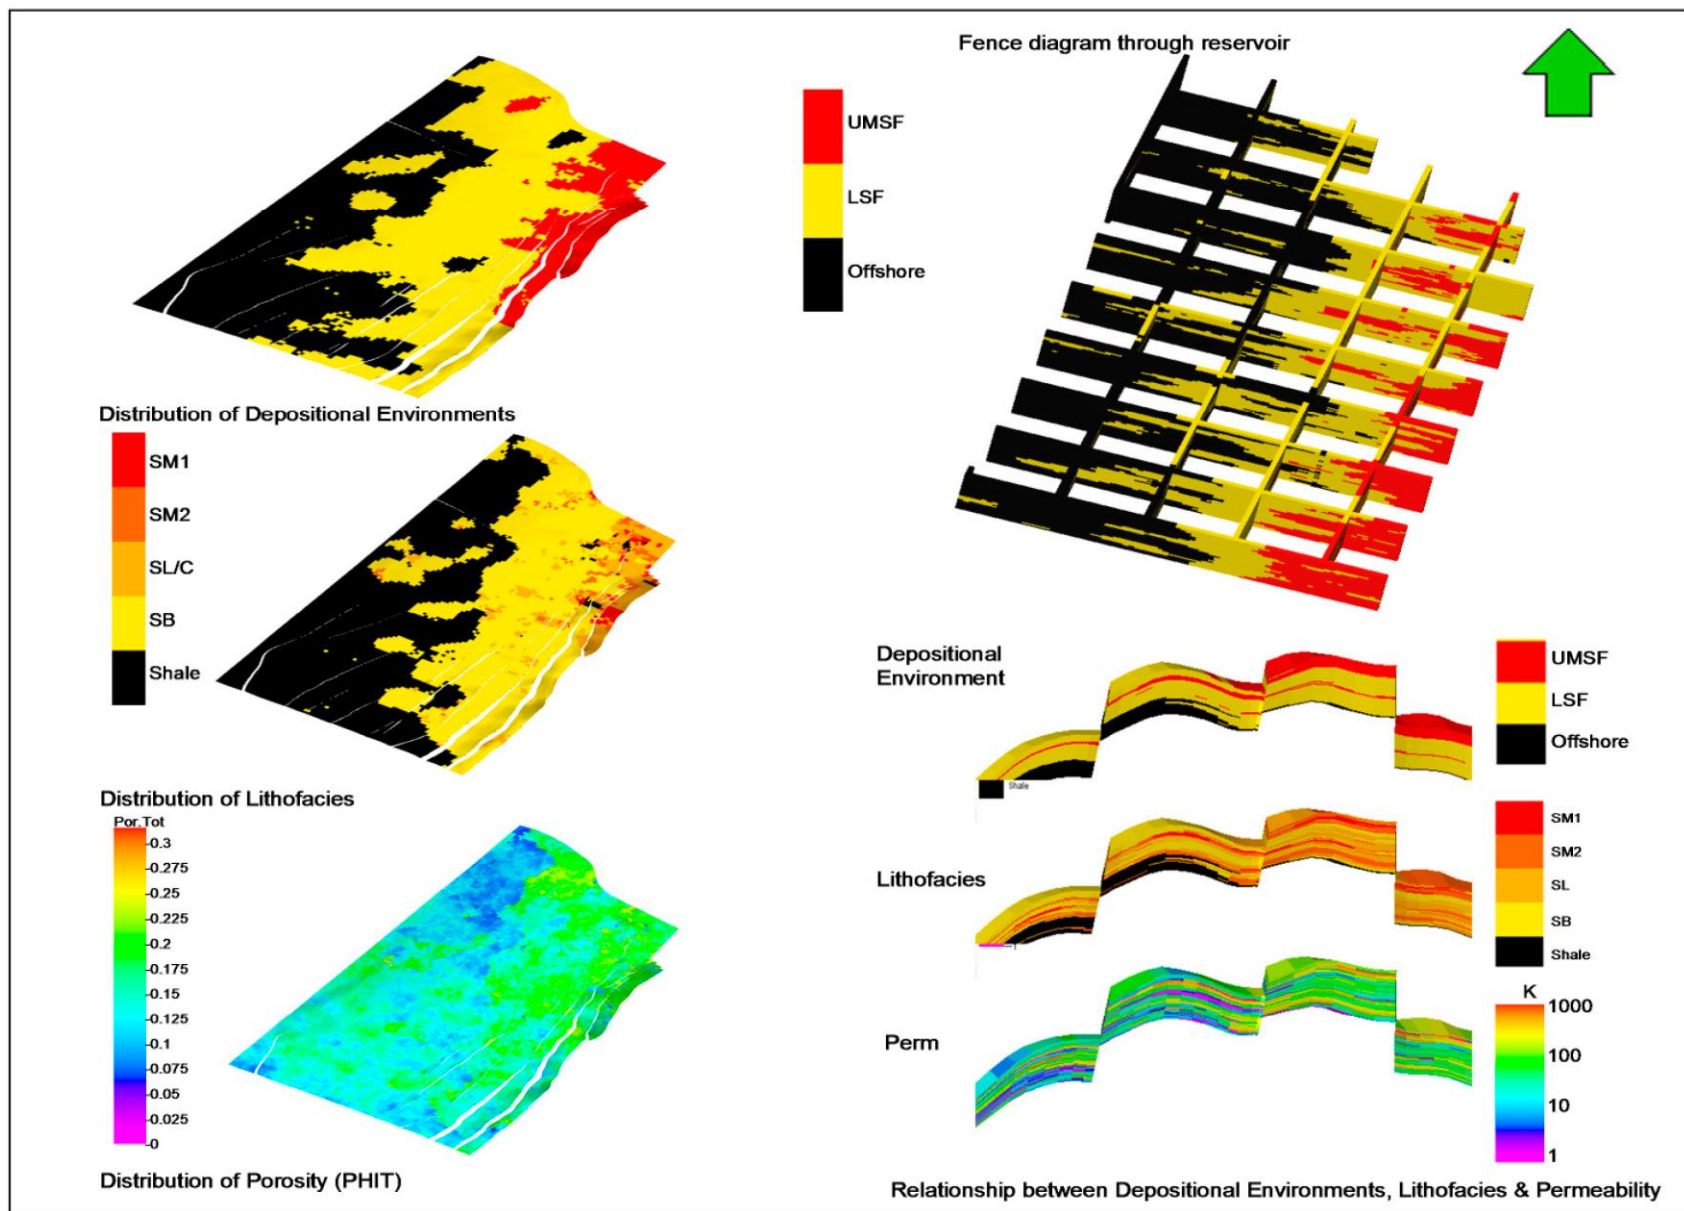 Fence diagram through reservoir
UMSF
LSF
Offshore
Distribution of Depositional Environments
SM1
SM2
SL/C
SB
Shale
Distribution of Lithofacies
Por.Tot
0.3
0.275
0.25
0.225
0.2
0.175
0.15
0.125
0.1
0.075
0.05
0.025
0
Distribution of Porosity (PHIT)
Depositional
Environment
UMSF
LSF
Offshore
Shale
Lithofacies
SM1
SM2
SL
SB
Shale
Perm
K
1000
100
10
1
Relationship between Depositional Environments, Lithofacies & Permeability